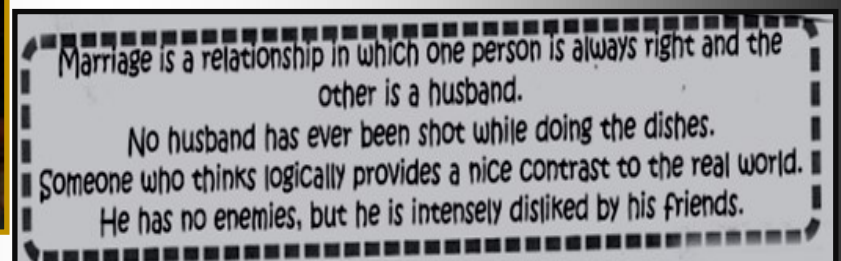 Marriage is a relationship in which one person is always right and the
other is a husband.
No husband has ever been shot while doing the dishes.
Someone who thinks logically provides a nice contrast to the real world.
He has no enemies, but he is intensely disliked by his friends.